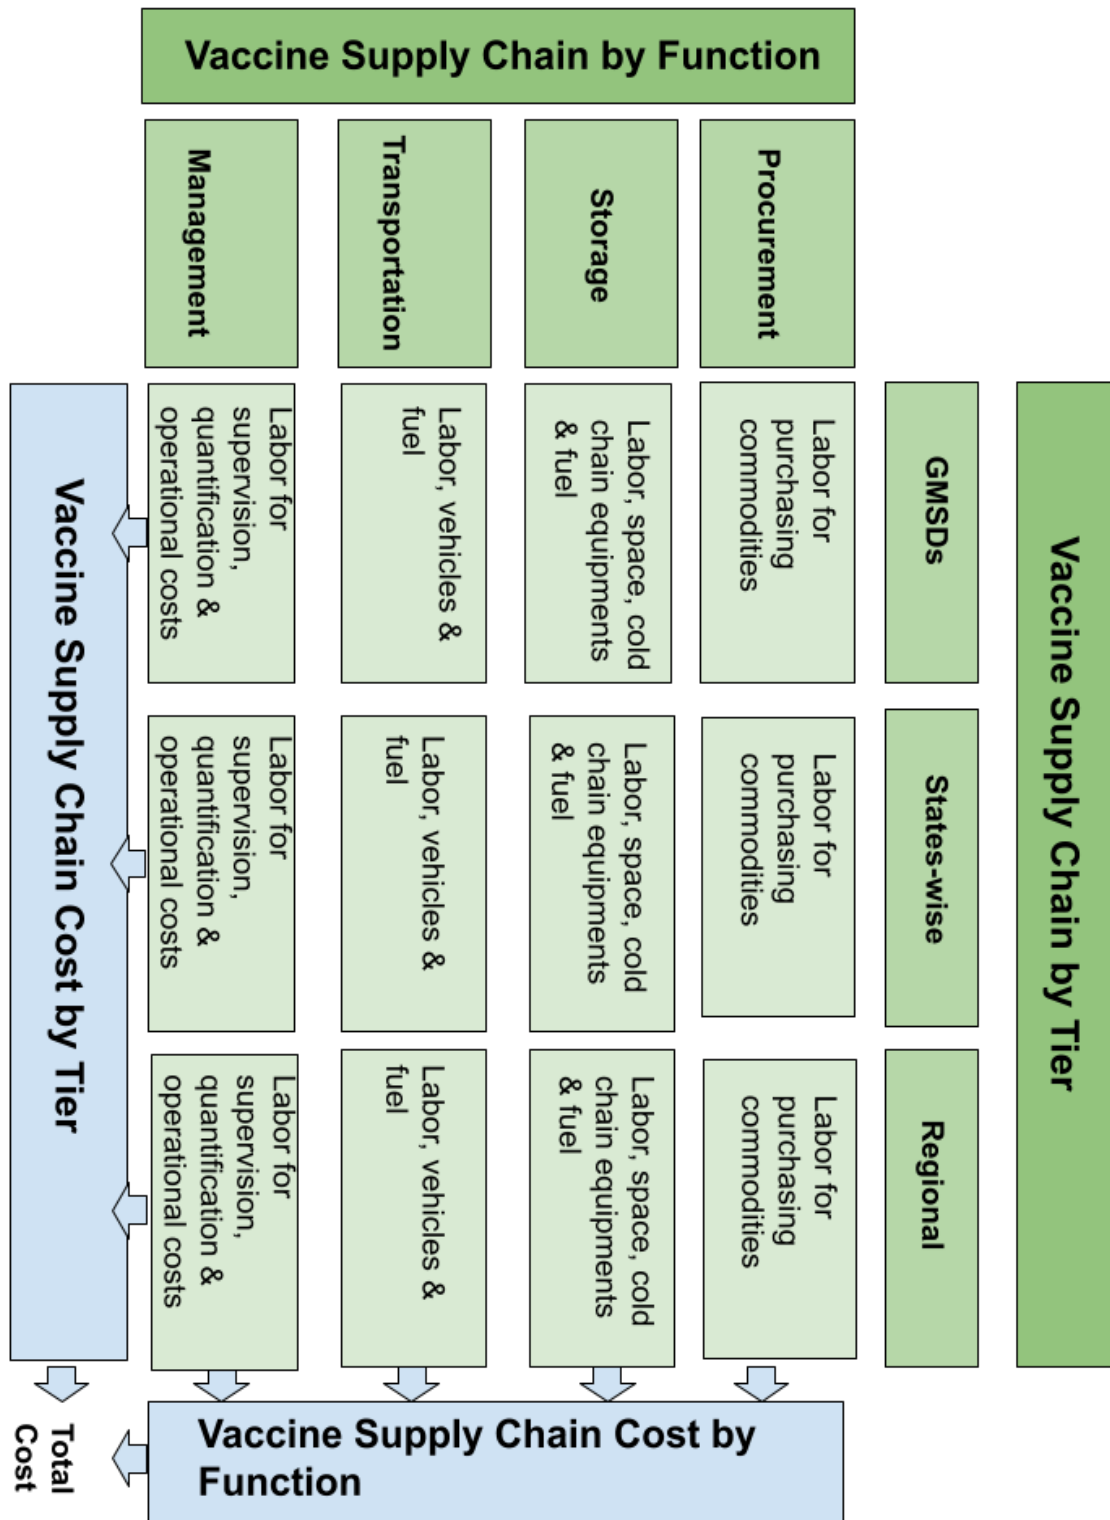 Vaccine Supply Chain by Function
Management
Transportation
Storage
Procurement
Vaccine Supply Chain by Tier
GMSDs
Labor for
purchasing
commodities
Labor, space, cold
chain equipments
& fuel
Labor, vehicles &
fuel
Labor for
supervision,
quantification &
operational costs
States-wise
Labor for
purchasing
commodities
Labor, space, cold
chain equipments
& fuel
Labor, vehicles &
fuel
Labor for
supervision,
quantification &
operational costs
Regional
Labor for
purchasing
commodities
Labor, space, cold
chain equipments
& fuel
Labor, vehicles &
fuel
Labor for
supervision,
quantification &
operational costs
Vaccine Supply Chain Cost by Tier
Vaccine Supply Chain Cost by
Function
Total
Cost